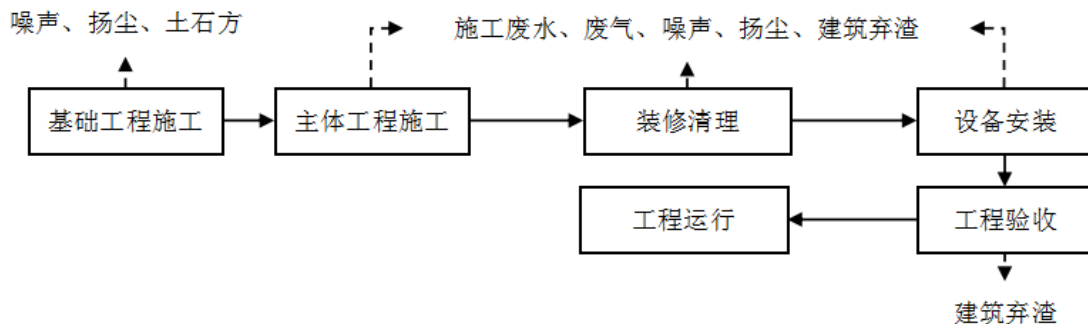 噪声、扬尘、土石方
施工废水、废气、噪声、扬尘、建筑弃渣
基础工程施工
主体工程施工
装修清理
设备安装
工程运行
工程验收
建筑弃渣